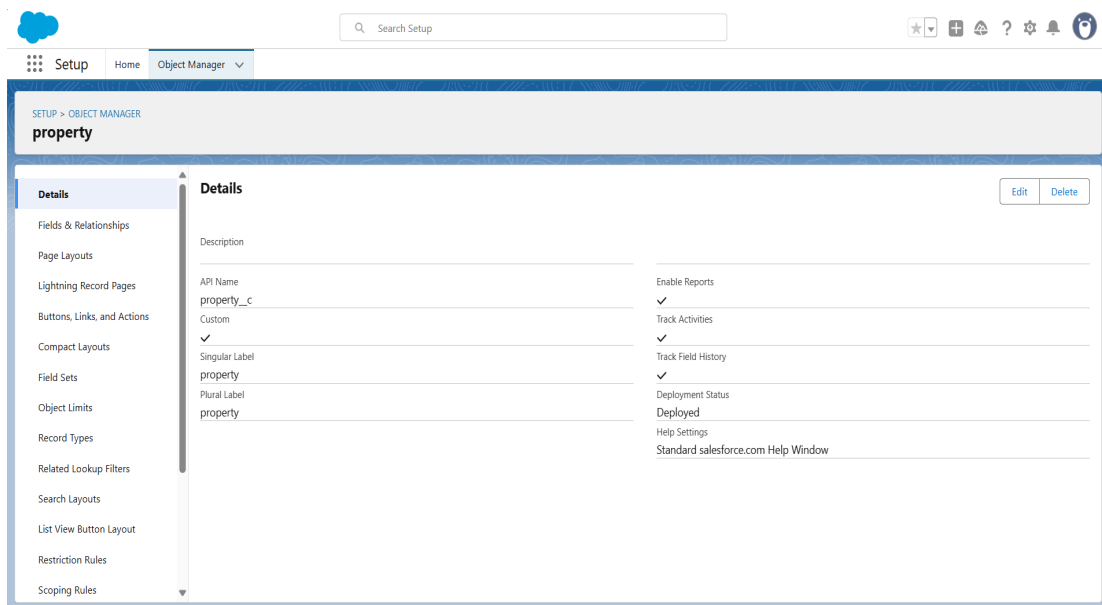 Search Setup
Setup
Home
Object Manager
SETUP > OBJECT MANAGER
property
Details
Fields & Relationships
Page Layouts
Lightning Record Pages
Buttons, Links, and Actions
Compact Layouts
Field Sets
Object Limits
Record Types
Related Lookup Filters
Search Layouts
List View Button Layout
Restriction Rules
Scoping Rules
Details
Edit
Delete
Description
API Name
property__c
Custom
Singular Label
property
Plural Label
property
Enable Reports
Track Activities
Track Field History
Deployment Status
Deployed
Help Settings
Standard salesforce.com Help Window